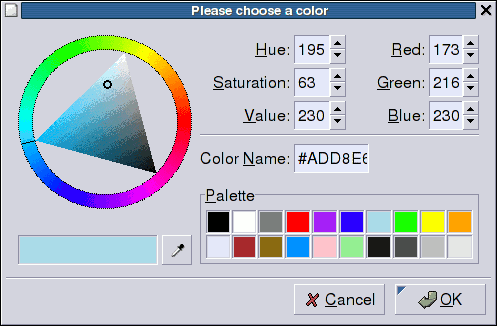 Please choose a color
Hue: 195 Red: 173
Saturation: 63 Green: 216
Value: 230 Blue: 230
Color Name: #ADD8E6
Palette
Cancel OK